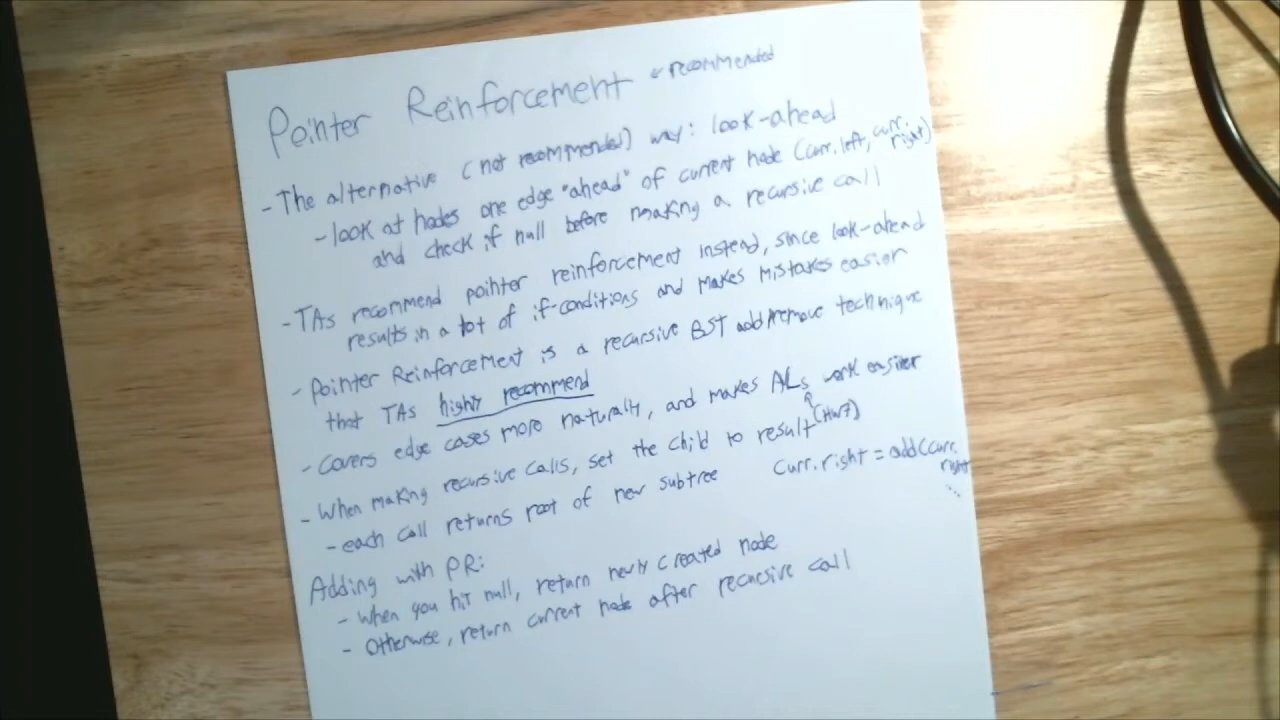 Pointer Reinforcement ← recommended
- The alternative (not recommended) way: look-ahead
- look at nodes one edge "ahead" of current node (curr.left, curr.right)
and check if null before making a recursive call
- TAs recommend pointer reinforcement instead, since look-ahead
results in a lot of if-conditions and makes mistakes easier
- Pointer Reinforcement is a recursive BST add/remove technique
that TAs highly recommend
- Covers edge cases more naturally, and makes AVLs work easier
↑ (HW7)
- When making recursive calls, set the child to result
- each call returns root of new subtree curr.right = add(curr.right...
Adding with PR:
- When you hit null, return newly created node
- Otherwise, return current node after recursive call